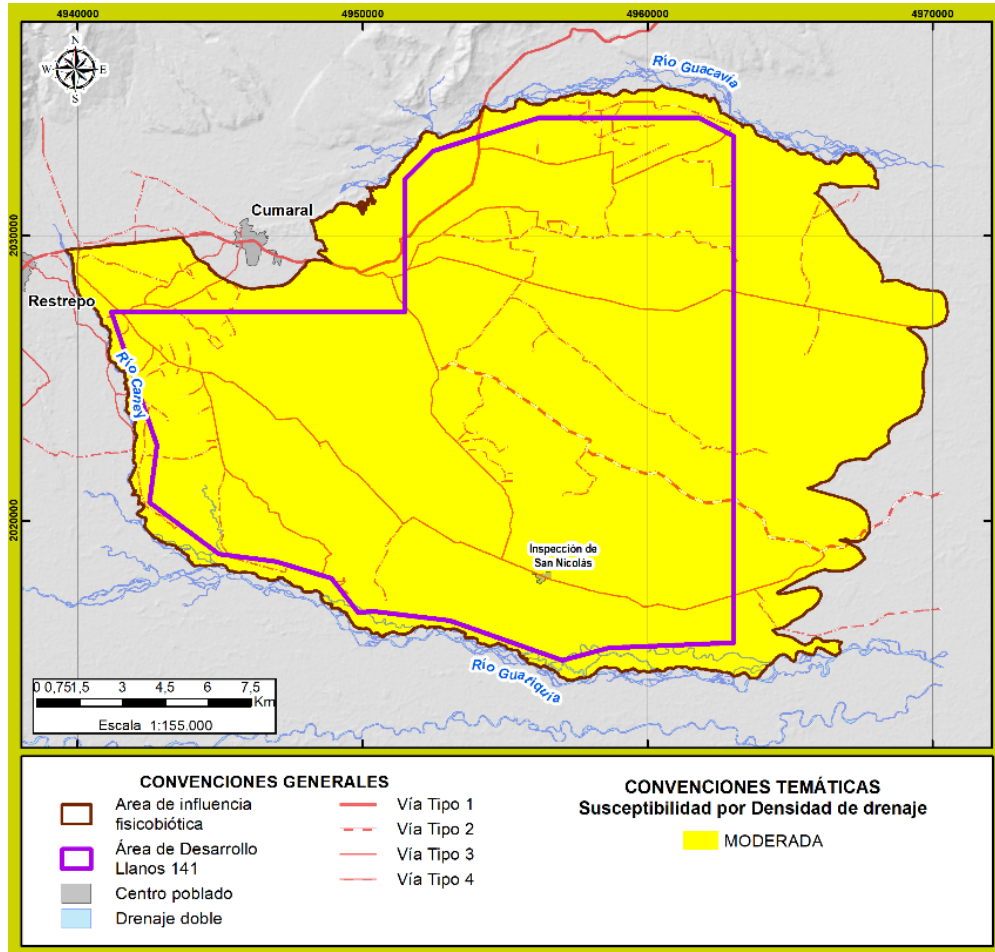 4940000 4950000 4960000 4970000
N
W E
S
Río Guacavía
Cumaral
2030000
Restrepo
Río Caney
2020000
Inspección de
San Nicolás
Río Guatiquía
0 0,751,5 3 4,5 6 7,5
Km
Escala 1:155.000
CONVENCIONES GENERALES
Area de influencia
fisicobiótica
Área de Desarrollo
Llanos 141
Centro poblado
Drenaje doble
Vía Tipo 1
Vía Tipo 2
Vía Tipo 3
Vía Tipo 4
CONVENCIONES TEMÁTICAS
Susceptibilidad por Densidad de drenaje
MODERADA